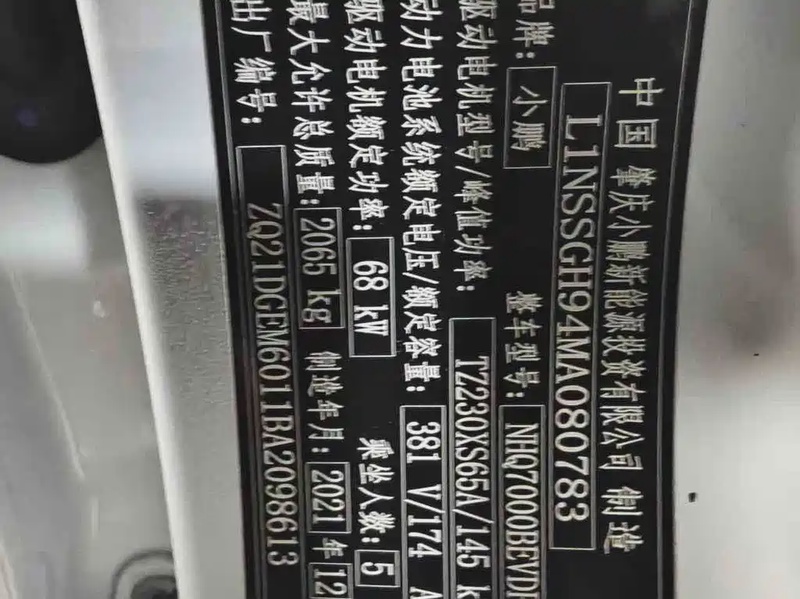 中国 肇庆小鹏新能源投资有限公司 制造
L1NSSGH94MA080783
品牌: 小鹏 整车型号: NHQ7000BEVDF
驱动电机型号/峰值功率: TZ230XS65A/145 k
动力电池系统额定电压/额定容量: 381 V/174 A
驱动电机额定功率: 68 kW 乘坐人数: 5
最大允许总质量: 2065 kg 制造年月: 2021 年 12
出厂编号: ZQ21DGEM6011BA2098613